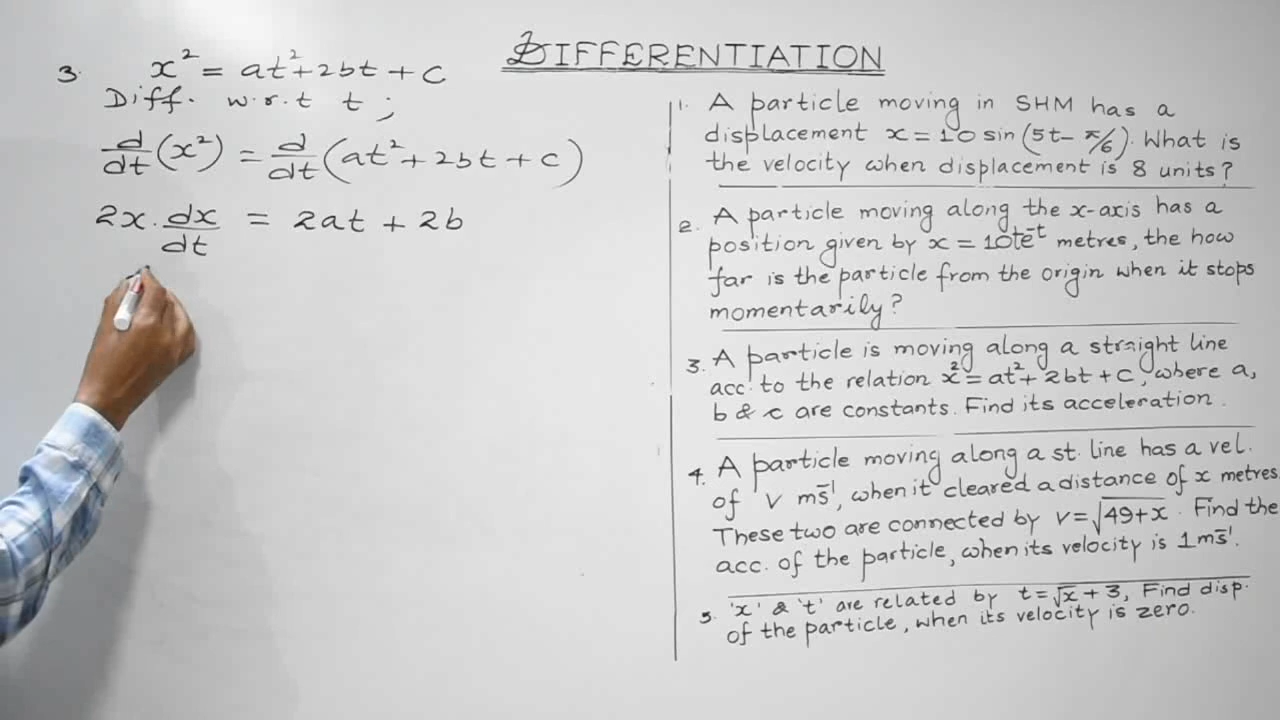 DIFFERENTIATION
3. x² = at²+2bt+c
Diff. w.r.t t;
d/dt(x²) = d/dt(at²+2bt+c)
2x.dx/dt = 2at + 2b
1. A particle moving in SHM has a
displacement x=10 sin(5t-π/6). What is
the velocity when displacement is 8 units?
2. A particle moving along the x-axis has a
position given by x=10te⁻ᵗ metres, the how
far is the particle from the origin when it stops
momentarily?
3. A particle is moving along a straight line
acc. to the relation x²=at²+2bt+c, where a,
b & c are constants. Find its acceleration.
4. A particle moving along a st. line has a vel.
of v ms⁻¹, when it cleared a distance of x metres.
These two are connected by v=√49+x. Find the
acc. of the particle, when its velocity is 1ms⁻¹.
5. 'x' & 't' are related by t=√x+3, Find disp.
of the particle, when its velocity is zero.